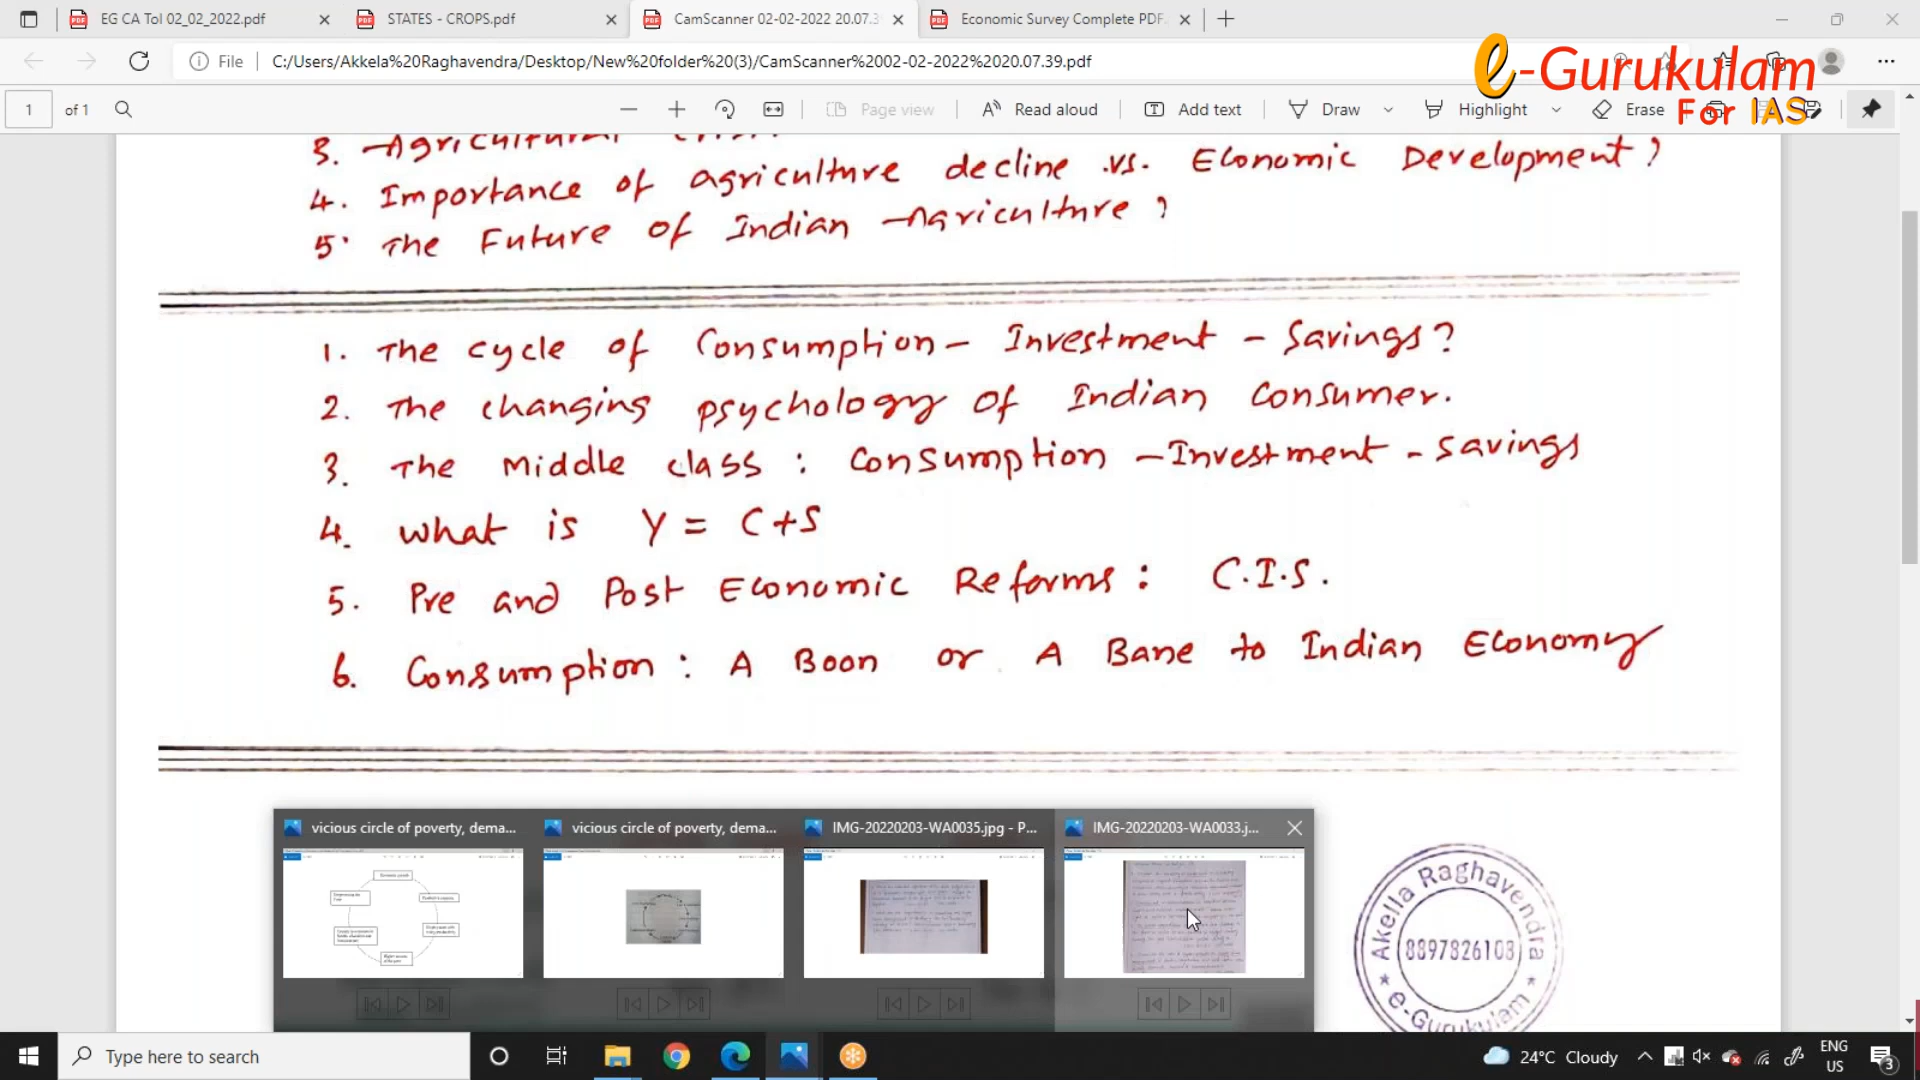 EG CA Tol 02_02_2022.pdf
STATES - CROPS.pdf
CamScanner 02-02-2022 20.07.3
Economic Survey Complete PDF.
File
C:/Users/Akkela%20Raghavendra/Desktop/New%20folder%20(3)/CamScanner%2002-02-2022%2020.07.39.pdf
e-Gurukulam
For IAS
1 of 1
Page view
Read aloud
Add text
Draw
Highlight
Erase
3. Agricultural
4. Importance of agriculture decline .vs. Economic Development?
5. The Future of Indian Agriculture?
1. The cycle of Consumption - Investment - Savings?
2. The changing psychology of Indian Consumer.
3. The Middle class : Consumption - Investment - Savings
4. What is Y = C+S
5. Pre and Post Economic Reforms : C.I.S.
6. Consumption : A Boon or A Bane to Indian Economy
vicious circle of poverty, dema...
vicious circle of poverty, dema...
IMG-20220203-WA0035.jpg - P...
IMG-20220203-WA0033.j...
Akella Raghavendra
8897826108
e-Gurukulam
Type here to search
24°C Cloudy
ENG
US
3